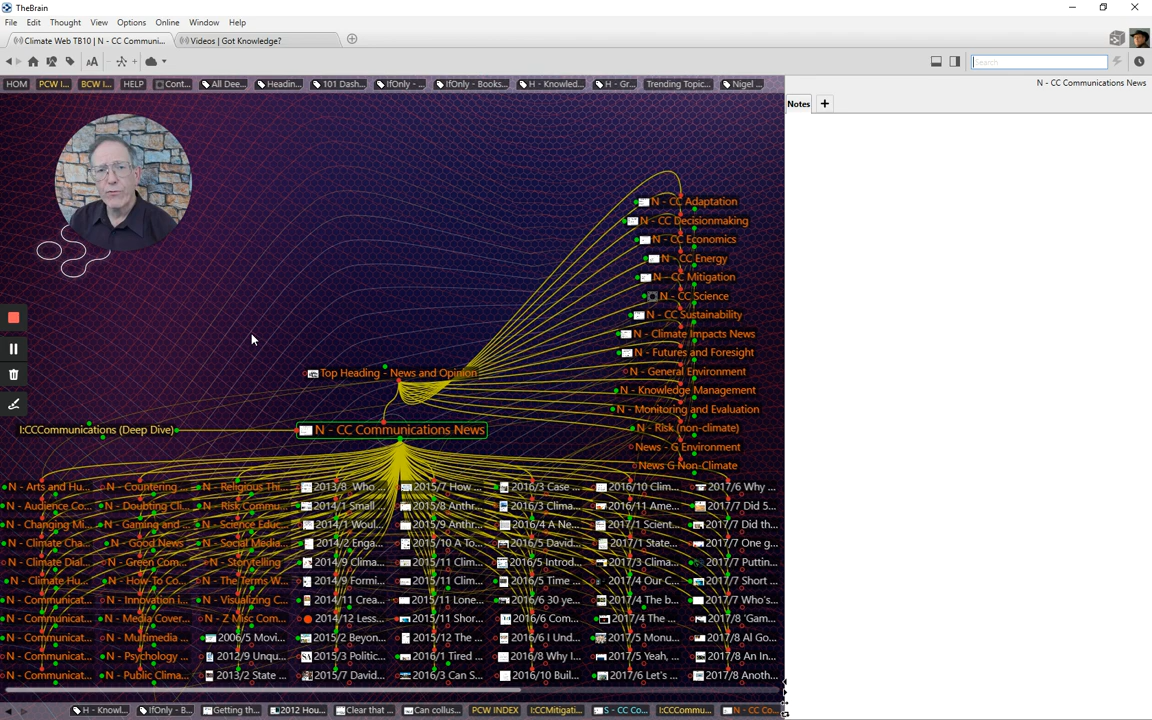 TheBrain
File Edit Thought View Options Online Window Help
Climate Web TB10 | N - CC Communi... Videos | Got Knowledge?
Search
HOM PCW I... BCW I... HELP Cont... All Dee... Headin... 101 Dash... IfOnly - ... IfOnly - Books... H - Knowled... H - Gr... Trending Topic... Nigel ...
N - CC Communications News
Notes
N - CC Adaptation
N - CC Decisionmaking
N - CC Economics
N - CC Energy
N - CC Mitigation
N - CC Science
N - CC Sustainability
N - Climate Impacts News
N - Futures and Foresight
Top Heading - News and Opinion N - General Environment
N - Knowledge Management
N - Monitoring and Evaluation
I:CCCommunications (Deep Dive) N - CC Communications News N - Risk (non-climate)
News - G Environment
News G Non-Climate
N - Arts and Hu... N - Countering ... N - Religious Thi... 2013/8 Who ... 2015/7 How ... 2016/3 Case ... 2016/10 Clim... 2017/6 Why ...
N - Audience Co... N - Doubting Cli... N - Risk Commu... 2014/1 Small ... 2015/8 Anthr... 2016/3 Clima... 2016/11 Ame... 2017/7 Did 5...
N - Changing Mi... N - Gaming and ... N - Science Educ... 2014/1 Woul... 2015/9 Anthr... 2016/4 A Ne... 2017/1 Scient... 2017/7 Did th...
N - Climate Cha... N - Good News N - Social Media... 2014/2 Enga... 2015/10 A To... 2016/5 David... 2017/1 State... 2017/7 One g...
N - Climate Dial... N - Green Com... N - Storytelling 2014/9 Clima... 2015/11 Clim... 2016/5 Introd... 2017/3 Clima... 2017/7 Puttin...
N - Climate Hu... N - How-To Co... N - The Terms W... 2014/9 Formi... 2015/11 Clim... 2016/5 Time ... 2017/4 Our C... 2017/7 Short ...
N - Communicat... N - Innovation i... N - Visualizing C... 2014/11 Crea... 2015/11 Lone... 2016/6 30 ye... 2017/4 The b... 2017/7 Who's...
N - Communicat... N - Media Cover... N - Z Misc Com... 2014/12 Less... 2015/11 Shor... 2016/6 Com... 2017/4 The ... 2017/8 'Gam...
N - Communicat... N - Multimedia ... 2006/5 Movi... 2015/2 Beyon... 2015/12 The ... 2016/6 I Und... 2017/5 Monu... 2017/8 Al Go...
N - Communicat... N - Psychology ... 2012/9 Unqu... 2015/3 Politic... 2016/1 Tired ... 2016/8 Why I... 2017/5 Yeah, ... 2017/8 An In...
N - Communicat... N - Public Clima... 2013/2 State ... 2015/7 David... 2016/3 Can S... 2016/10 Buil... 2017/6 Let's ... 2017/8 Anoth...
H - Knowl... IfOnly - B... Getting th... 2012 Hou... Clear that ... Can collus... PCW INDEX I:CCMitigati... S - CC Co... I:CCCommu... N - CC Co...